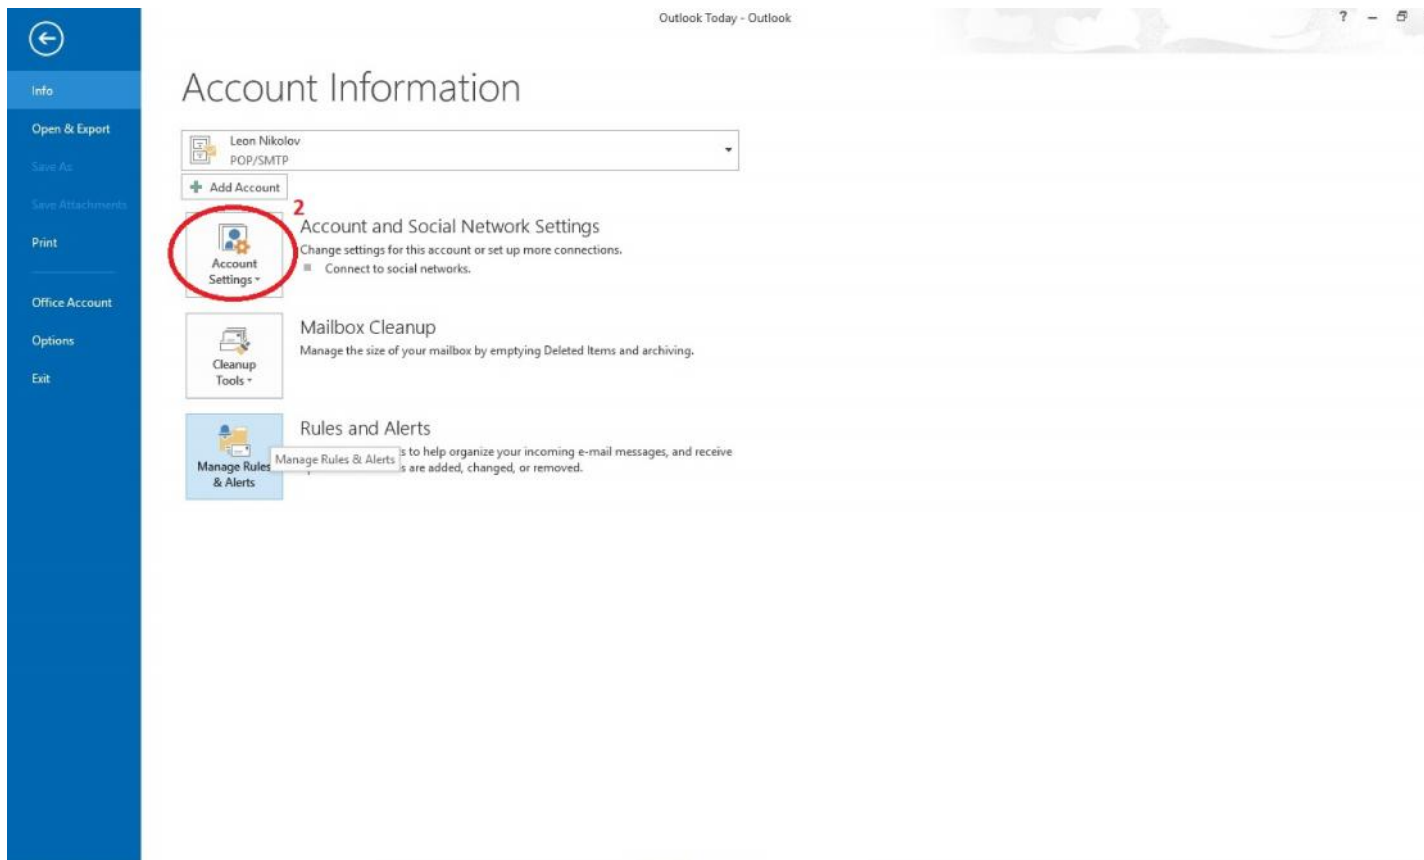 Outlook Today - Outlook
?
Info
Open & Export
Save As
Save Attachments
Print
Office Account
Options
Exit
Account Information
Leon Nikolov
POP/SMTP
Add Account
2
Account
Settings
Account and Social Network Settings
Change settings for this account or set up more connections.
Connect to social networks.
Cleanup
Tools
Mailbox Cleanup
Manage the size of your mailbox by emptying Deleted Items and archiving.
Manage Rules
& Alerts
Rules and Alerts
Manage Rules & Alerts
to help organize your incoming e-mail messages, and receive
are added, changed, or removed.